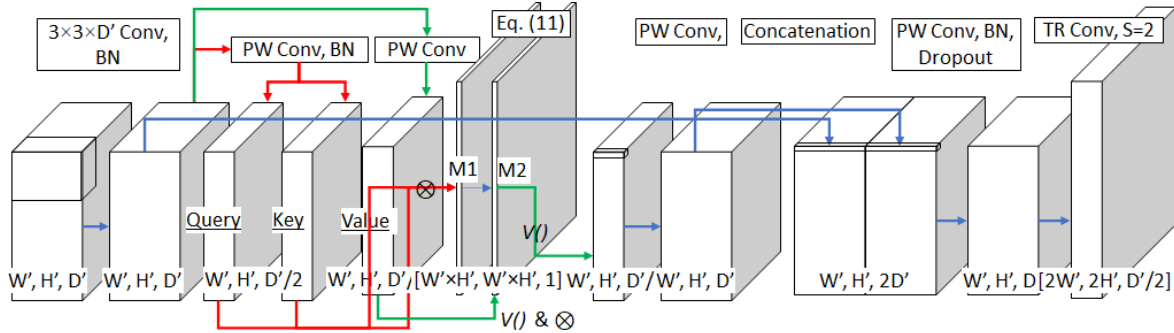 3×3×D' Conv,
BN
PW Conv, BN
PW Conv
Eq. (11)
PW Conv,
Concatenation
PW Conv, BN,
Dropout
TR Conv, S=2
M1
M2
Query
Key
Value
V()
W', H', D'
W', H', D'
W', H', D'/2
W', H', D'/
[W'×H', W'×H', 1]
W', H', D'/
W', H', D'
W', H', 2D'
W', H', D
[2W', 2H', D'/2]
V() & ⊗